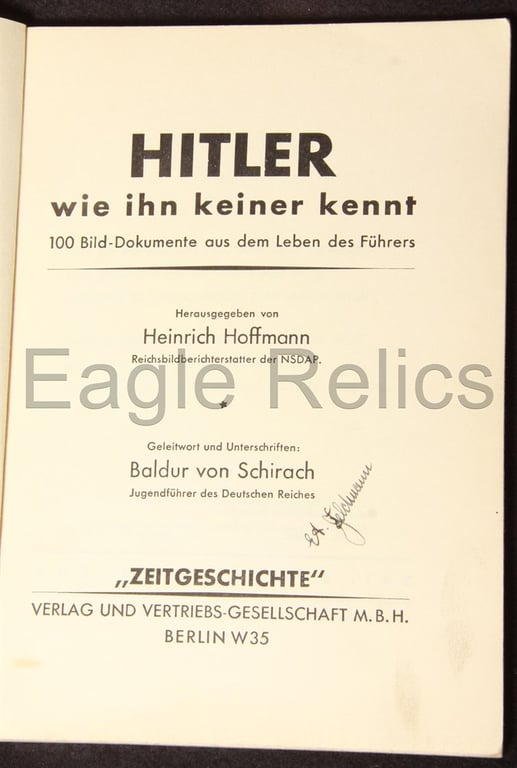 HITLER
wie ihn keiner kennt
100 Bild-Dokumente aus dem Leben des Führers
Herausgegeben von
Heinrich Hoffmann
Reichsbildberichterstatter der NSDAP.
Eagle Relics
Geleitwort und Unterschriften:
Baldur von Schirach
Jugendführer des Deutschen Reiches
„ZEITGESCHICHTE“
VERLAG UND VERTRIEBS-GESELLSCHAFT M.B.H.
BERLIN W35